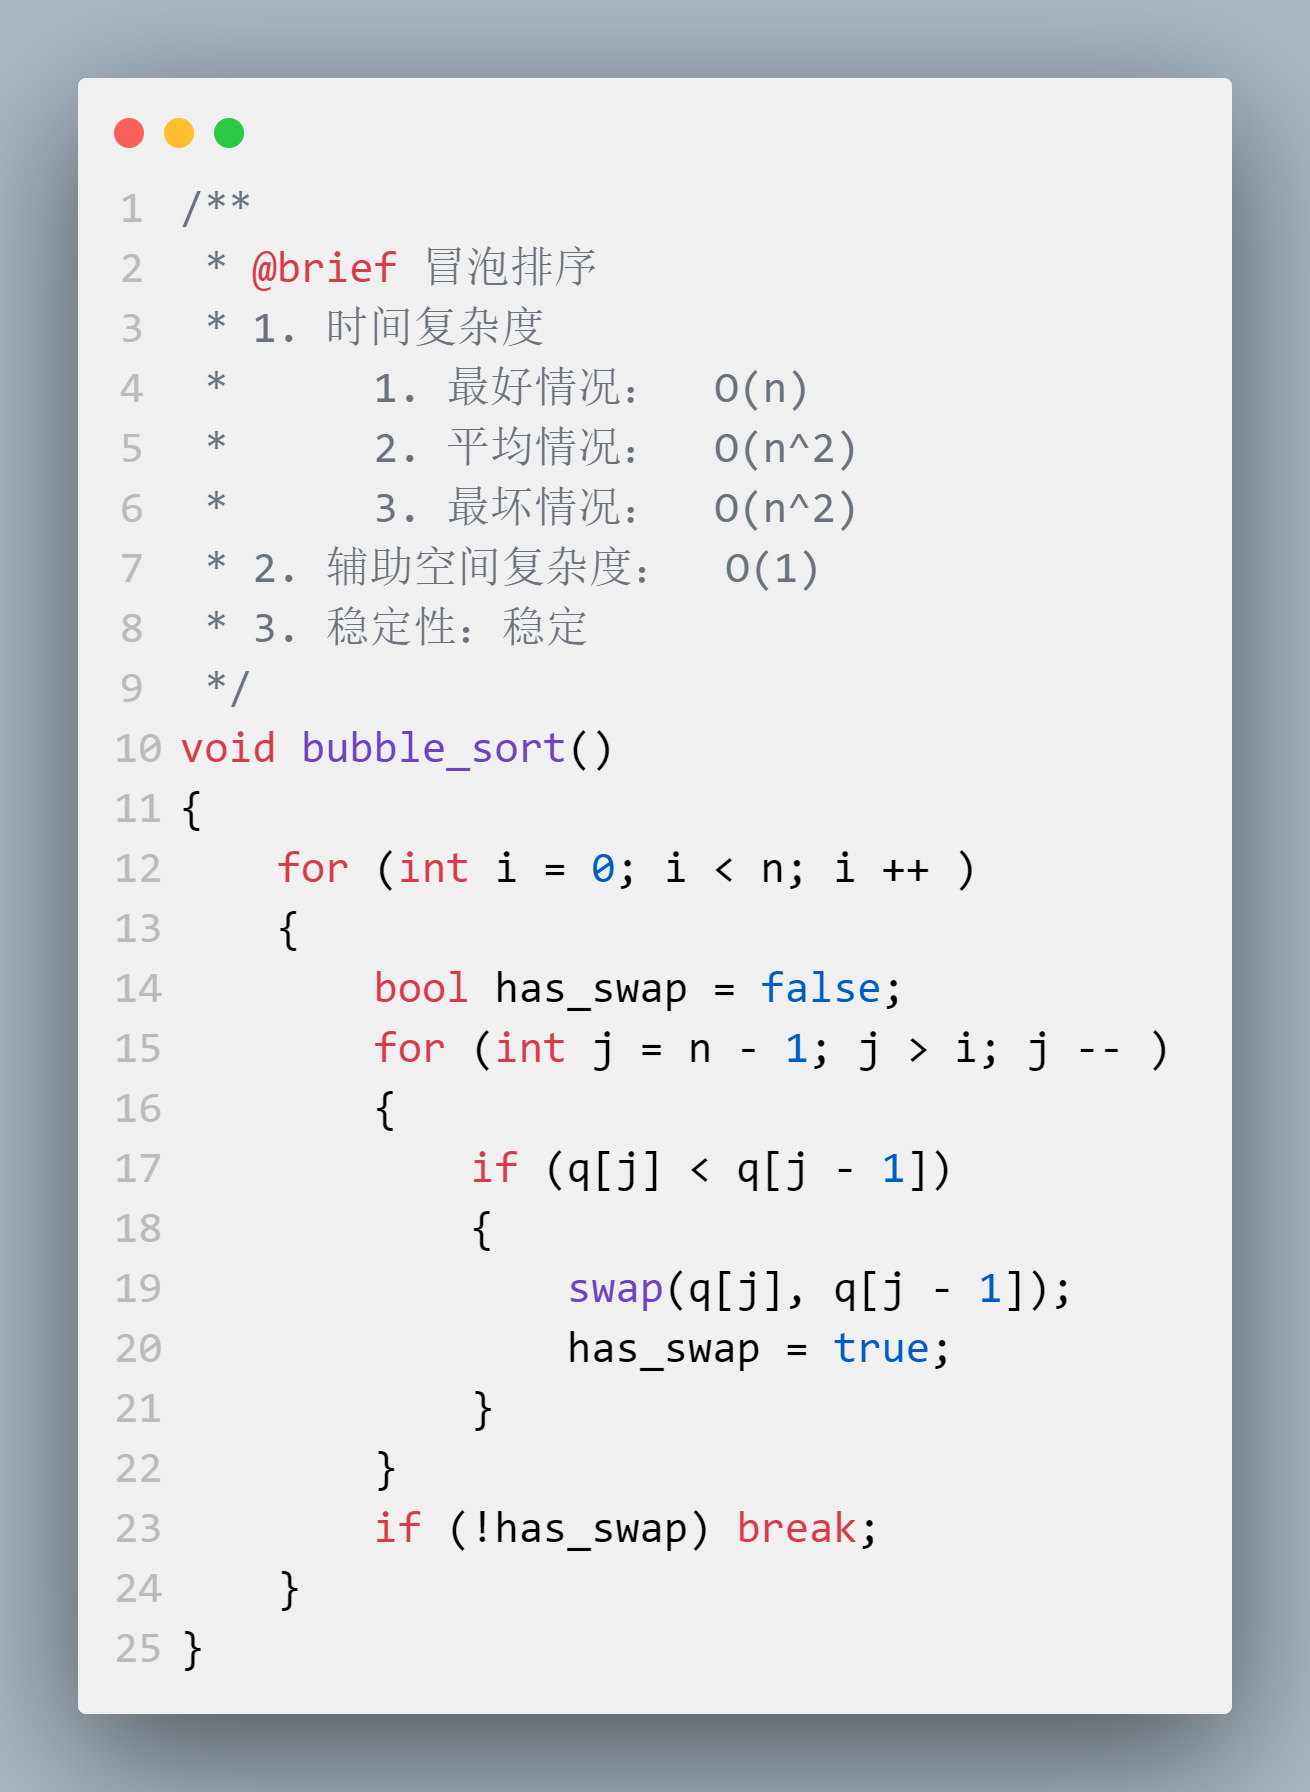 1 /**
2  * @brief 冒泡排序
3  * 1. 时间复杂度
4  *      1. 最好情况：  O(n)
5  *      2. 平均情况：  O(n^2)
6  *      3. 最坏情况：  O(n^2)
7  * 2. 辅助空间复杂度：  O(1)
8  * 3. 稳定性：稳定
9  */
10 void bubble_sort()
11 {
12     for (int i = 0; i < n; i ++ )
13     {
14         bool has_swap = false;
15         for (int j = n - 1; j > i; j -- )
16         {
17             if (q[j] < q[j - 1])
18             {
19                 swap(q[j], q[j - 1]);
20                 has_swap = true;
21             }
22         }
23         if (!has_swap) break;
24     }
25 }